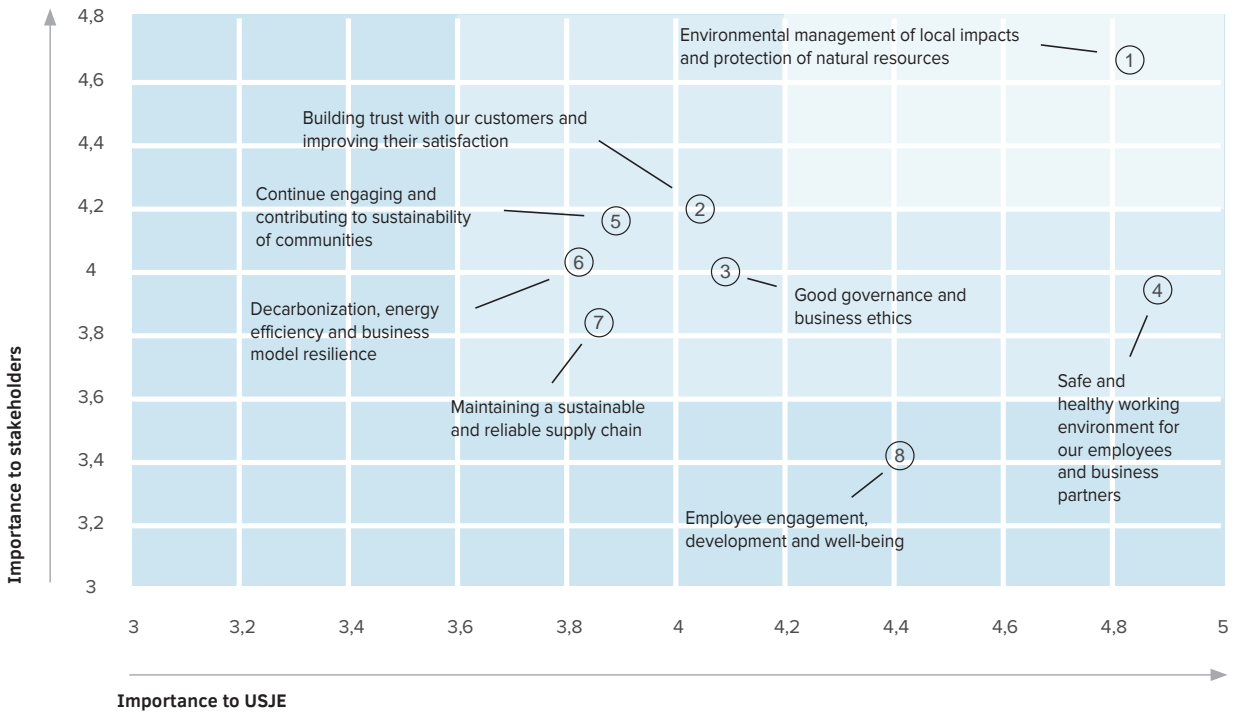 4,8
4,6
4,4
4,2
4
3,8
3,6
3,4
3,2
3
Importance to stakeholders
Environmental management of local impacts
and protection of natural resources
1
Building trust with our customers and
improving their satisfaction
2
Continue engaging and
contributing to sustainability
of communities
5
6
3
4
Decarbonization, energy
efficiency and business
model resilience
7
Good governance and
business ethics
Maintaining a sustainable
and reliable supply chain
Safe and
healthy working
environment for
our employees
and business
partners
8
Employee engagement,
development and well-being
3
3,2
3,4
3,6
3,8
4
4,2
4,4
4,6
4,8
5
Importance to USJE